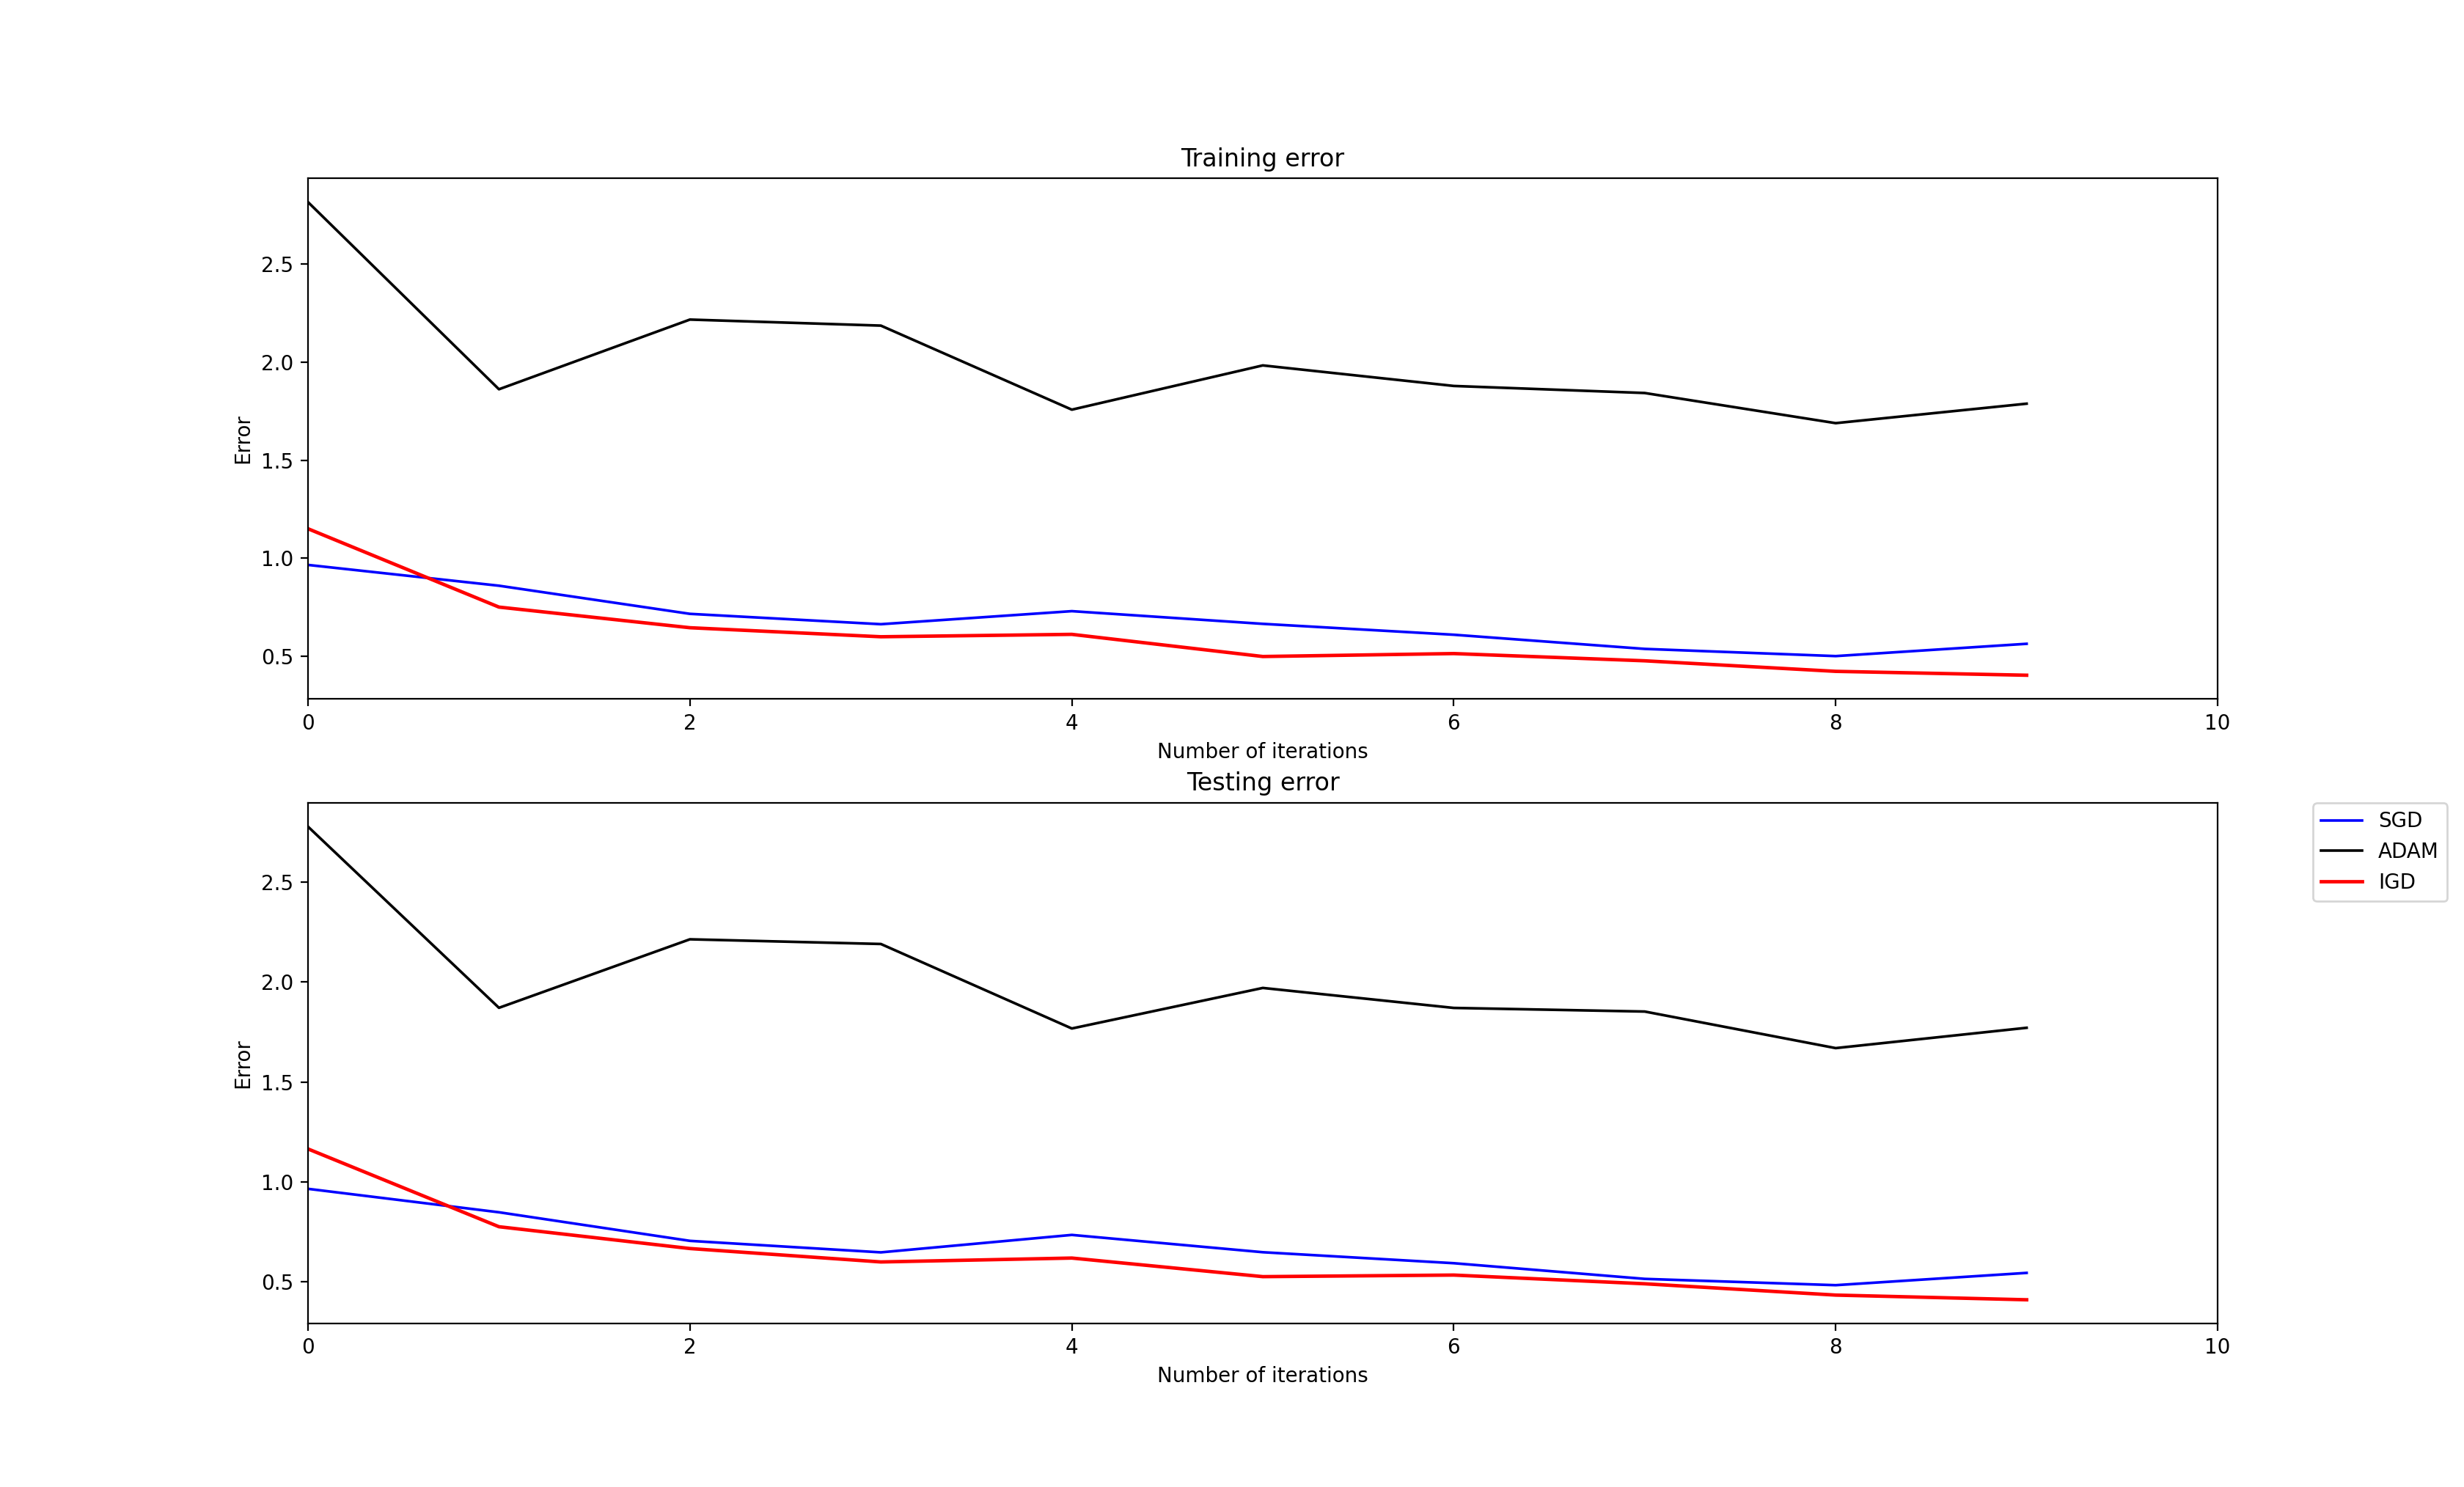 Training error
2.5
2.0
1.5
1.0
0.5
Error
0 2 4 6 8 10
Number of iterations
Testing error
2.5
2.0
1.5
1.0
0.5
Error
0 2 4 6 8 10
Number of iterations
SGD
ADAM
IGD